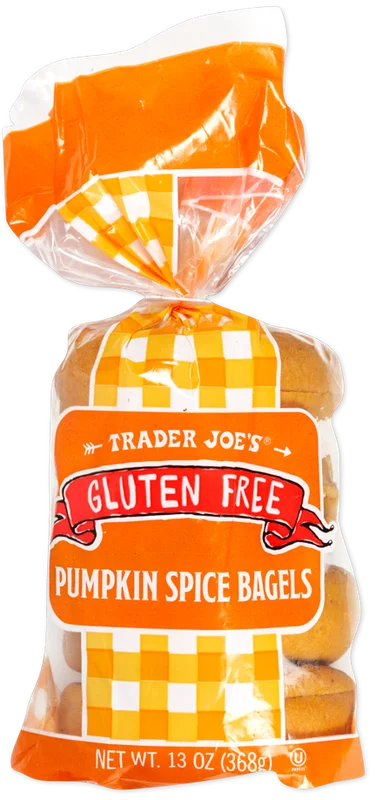 TRADER JOE'S®
GLUTEN FREE
PUMPKIN SPICE BAGELS
NET WT. 13 OZ (368g) U